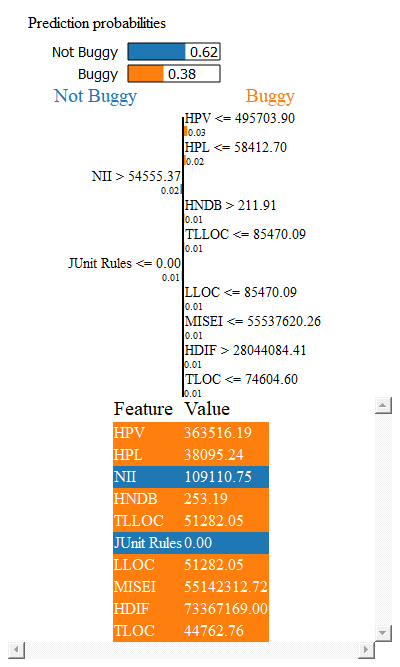 Prediction probabilities
Not Buggy 0.62
Buggy 0.38
Not Buggy Buggy
HPV <= 495703.90
0.03
HPL <= 58412.70
0.02
NII > 54555.37
0.02
HNDB > 211.91
0.01
TLLOC <= 85470.09
0.01
JUnit Rules <= 0.00
0.01
LLOC <= 85470.09
0.01
MISEI <= 55537620.26
0.01
HDIF > 28044084.41
0.01
TLOC <= 74604.60
0.01
Feature Value
HPV 363516.19
HPL 38095.24
NII 109110.75
HNDB 253.19
TLLOC 51282.05
JUnit Rules 0.00
LLOC 51282.05
MISEI 55142312.72
HDIF 73367169.00
TLOC 44762.76